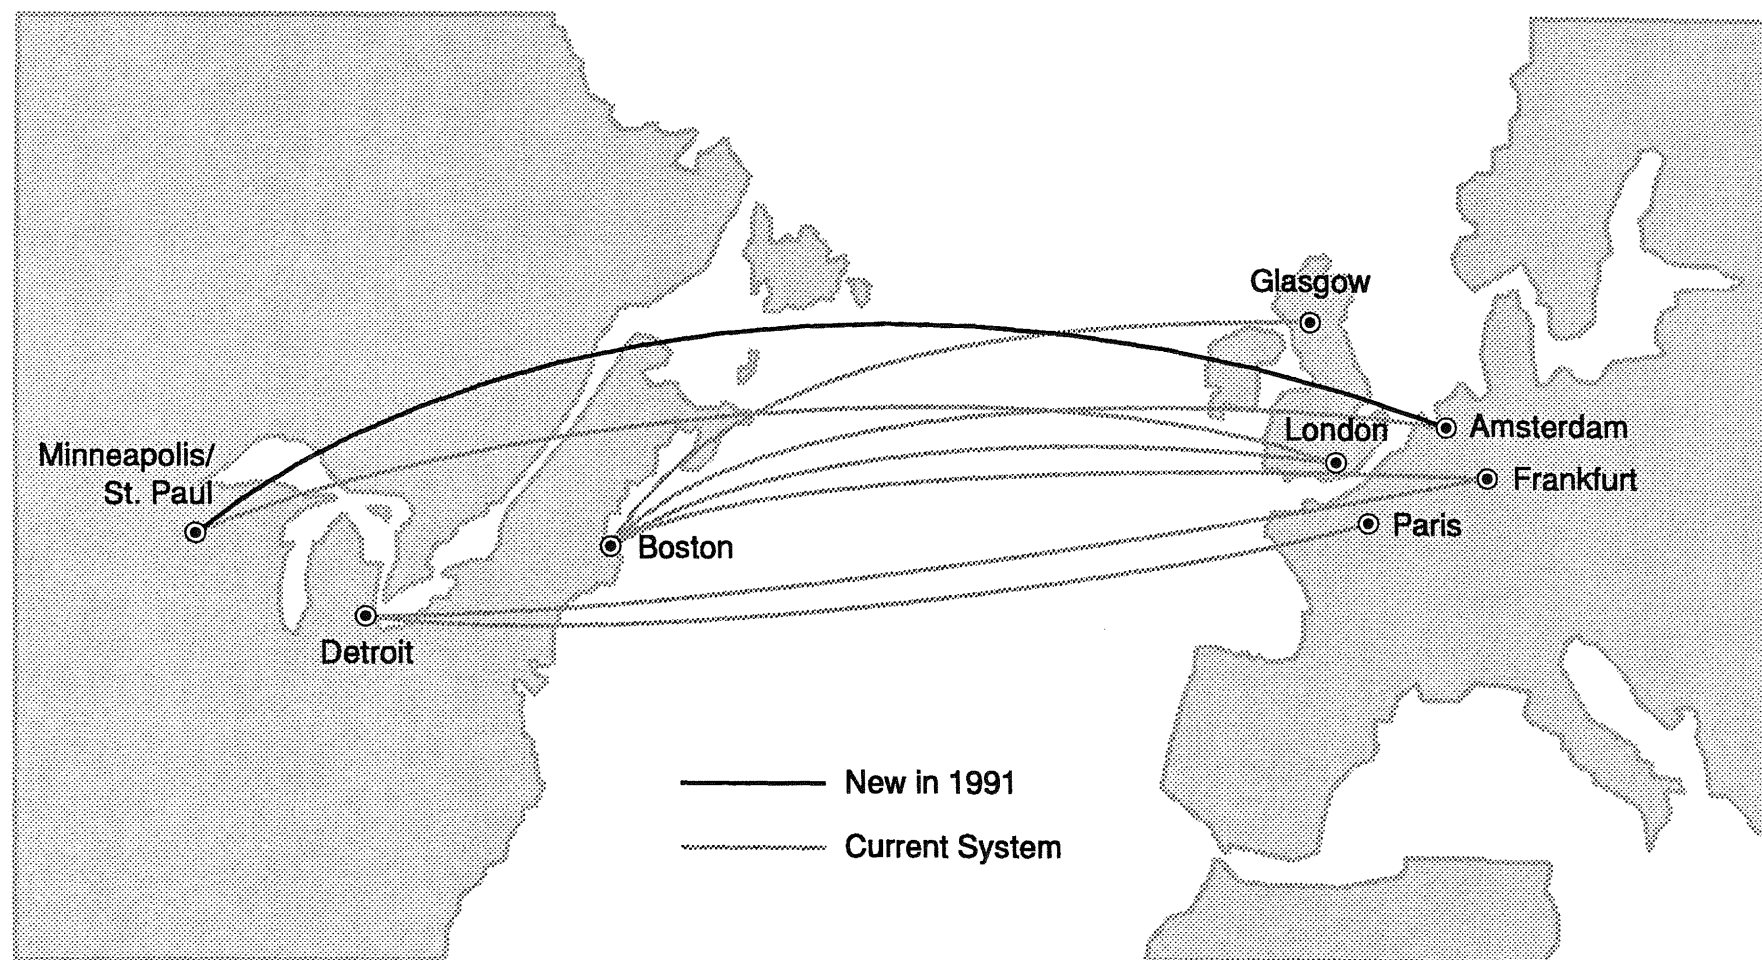 Glasgow
London
Amsterdam
Minneapolis/
St. Paul
Frankfurt
Paris
Boston
Detroit
New in 1991
Current System